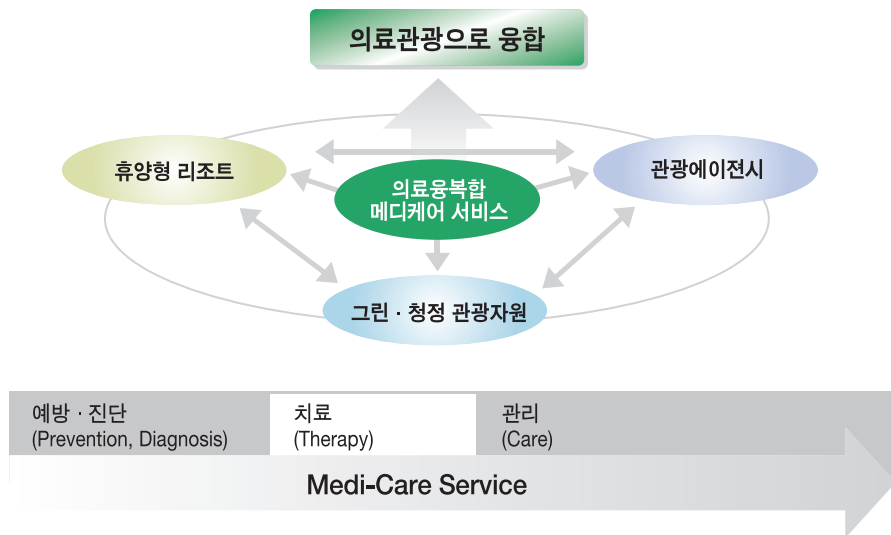 의료관광으로 융합
휴양형 리조트
의료융복합
메디케어 서비스
관광에이젼시
그린 · 청정 관광자원
예방 · 진단
(Prevention, Diagnosis)
치료
(Therapy)
관리
(Care)
Medi-Care Service